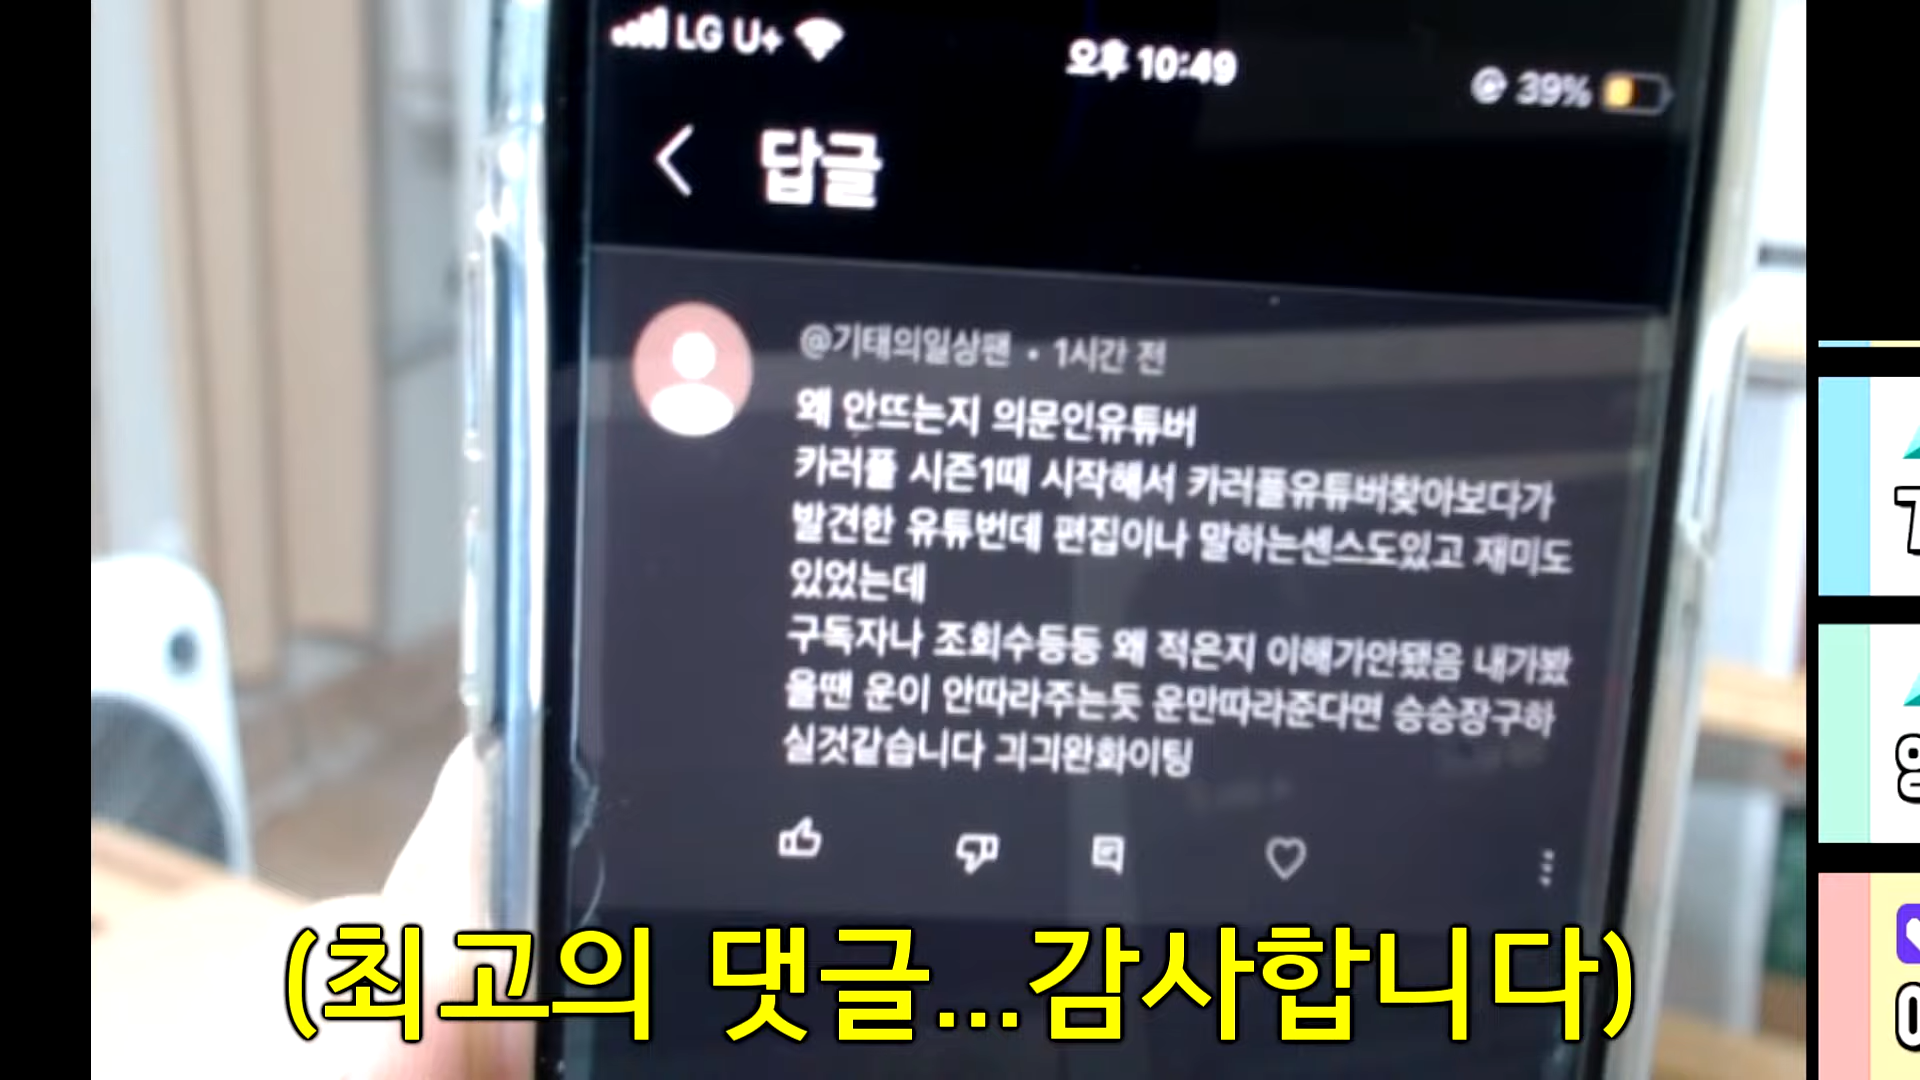 LG U+ 오후 10:49 39%
답글
@기태의일상팬 • 1시간 전
왜 안뜨는지 의문인유튜버
카러플 시즌1때 시작해서 카러플유튜버찾아보다가
발견한 유튜번데 편집이나 말하는센스도있고 재미도
있었는데
구독자나 조회수등등 왜 적은지 이해가안됐음 내가봤
을땐 운이 안따라주는듯 운만따라준다면 승승장구하
실것같습니다 긔긔완화이팅
(최고의 댓글...감사합니다)